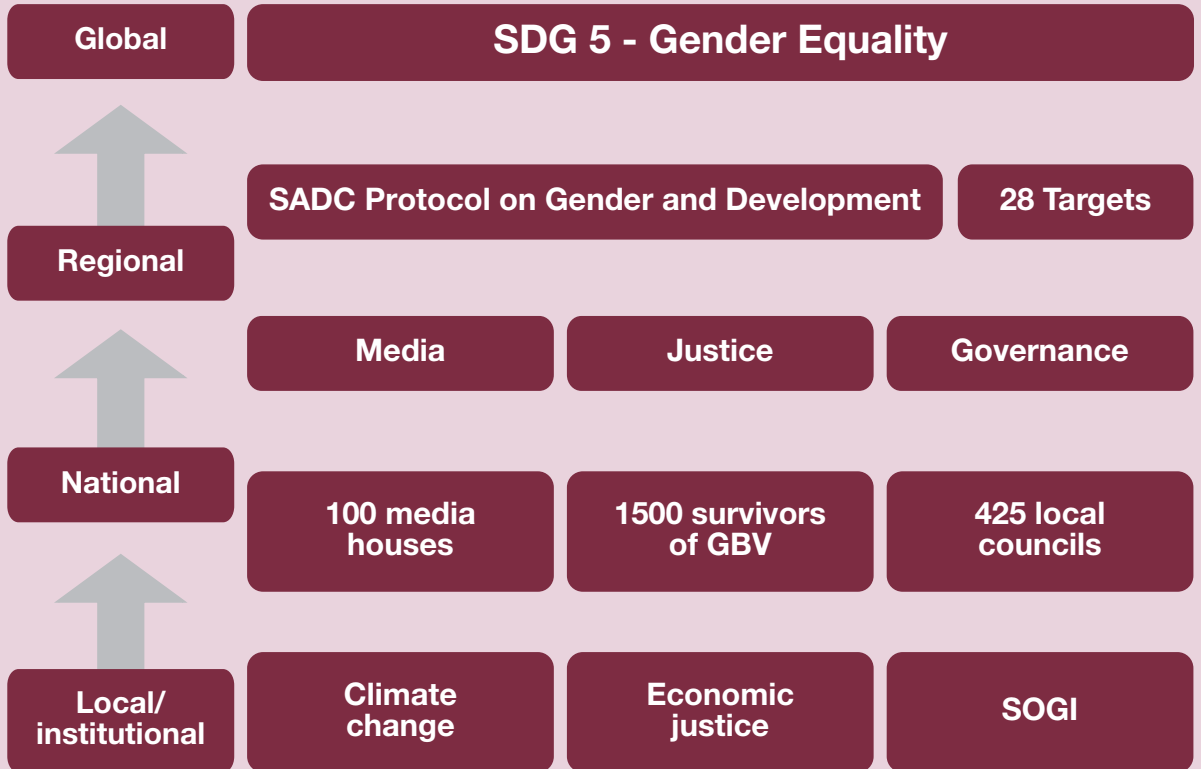 Global
SDG 5 - Gender Equality
SADC Protocol on Gender and Development
28 Targets
Regional
Media
Justice
Governance
National
100 media
houses
1500 survivors
of GBV
425 local
councils
Local/
institutional
Climate
change
Economic
justice
SOGI